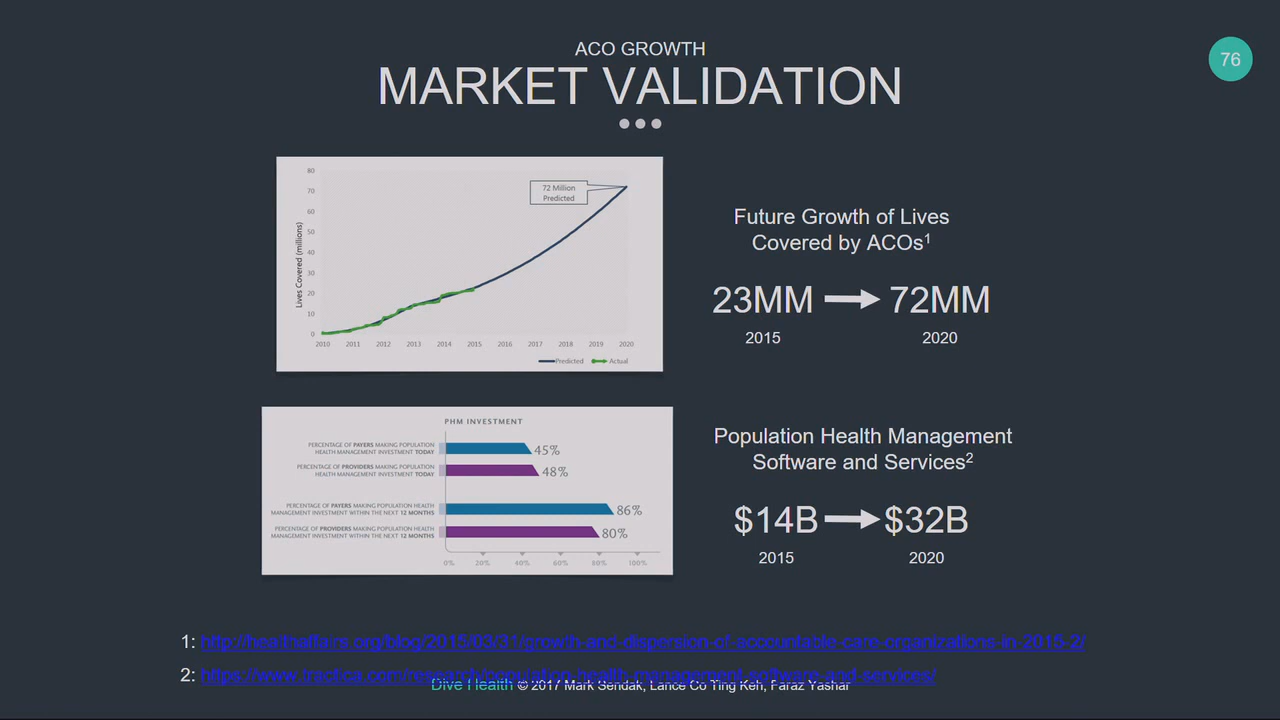 ACO GROWTH
76
MARKET VALIDATION
80
70
60
50
40
30
20
10
0
Lives Covered (millions)
72 Million
Predicted
2010 2011 2012 2013 2014 2015 2016 2017 2018 2019 2020
Predicted Actual
Future Growth of Lives
Covered by ACOs¹
23MM 72MM
2015 2020
PHM INVESTMENT
PERCENTAGE OF PAYERS MAKING POPULATION
HEALTH MANAGEMENT INVESTMENT TODAY
45%
PERCENTAGE OF PROVIDERS MAKING POPULATION
HEALTH MANAGEMENT INVESTMENT TODAY
48%
PERCENTAGE OF PAYERS MAKING POPULATION HEALTH
MANAGEMENT INVESTMENT WITHIN THE NEXT 12 MONTHS
86%
PERCENTAGE OF PROVIDERS MAKING POPULATION HEALTH
MANAGEMENT INVESTMENT WITHIN THE NEXT 12 MONTHS
80%
0% 20% 40% 60% 80% 100%
Population Health Management
Software and Services²
$14B $32B
2015 2020
1: http://healthaffairs.org/blog/2015/03/31/growth-and-dispersion-of-accountable-care-organizations-in-2015-2/
2: https://www.tractica.com/research/population-health-management-software-and-services/
Dive Health © 2017 Mark Sendak, Lance Co Ting Keh, Faraz Yashar